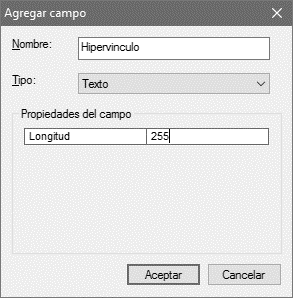 Agregar campo
Nombre: Hipervinculo
Tipo: Texto
Propiedades del campo
Longitud 255
Aceptar Cancelar